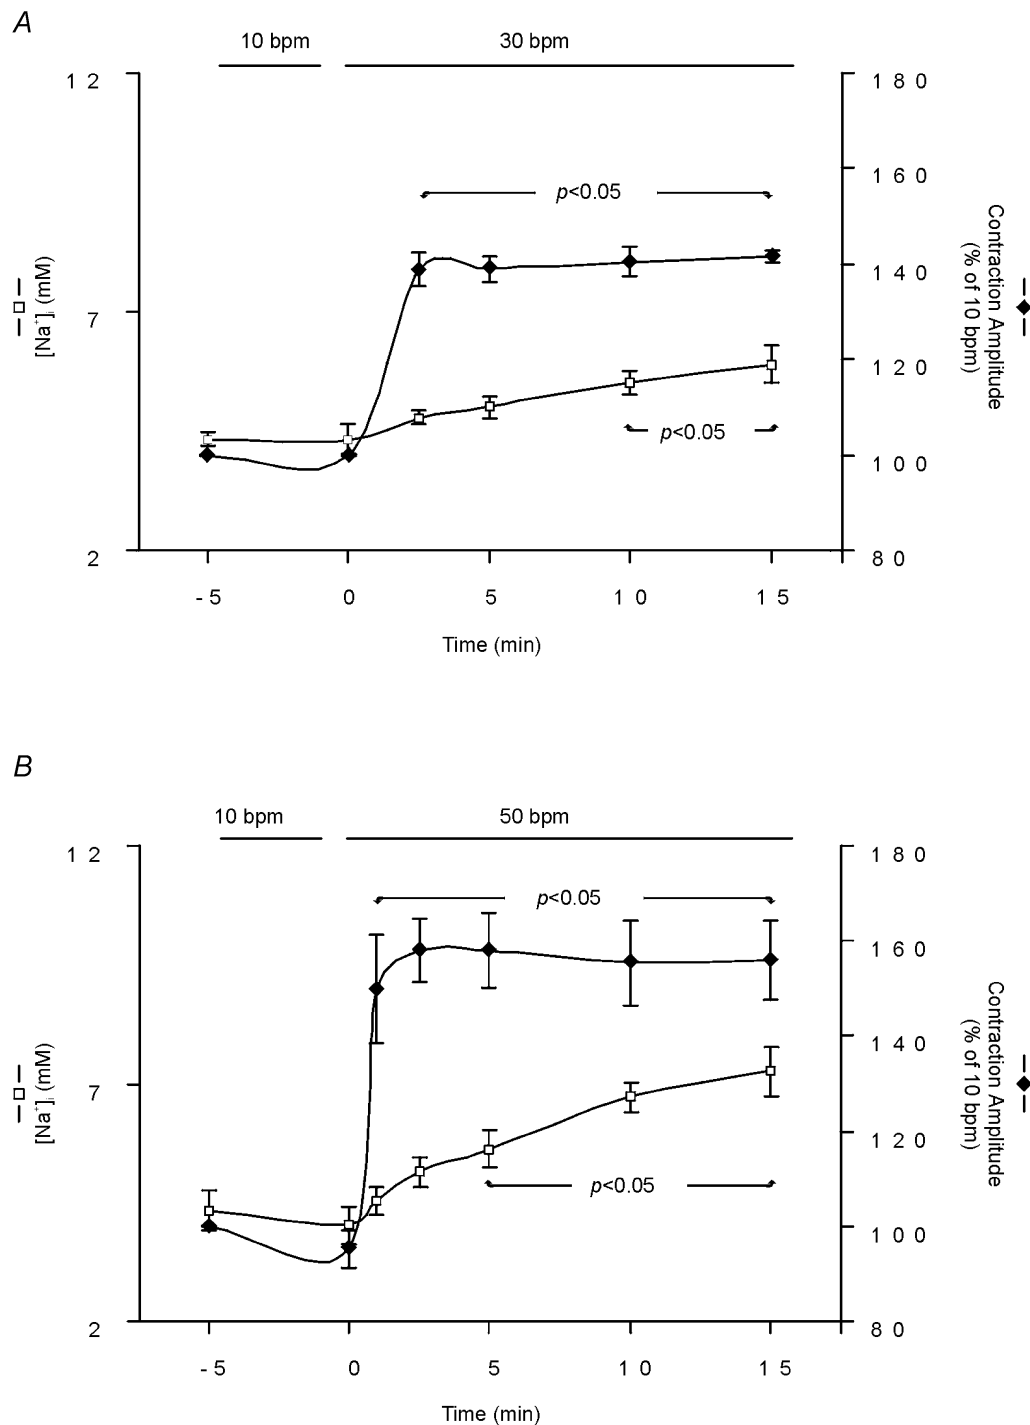 A
10 bpm 30 bpm
12 180
160
p<0.05
[Na+]i (mM)
Contraction Amplitude
(% of 10 bpm)
140
7
120
p<0.05
100
2 80
-5 0 5 10 15
Time (min)
B
10 bpm 50 bpm
12 180
p<0.05
160
[Na+]i (mM)
Contraction Amplitude
(% of 10 bpm)
140
7
120
p<0.05
100
2 80
-5 0 5 10 15
Time (min)